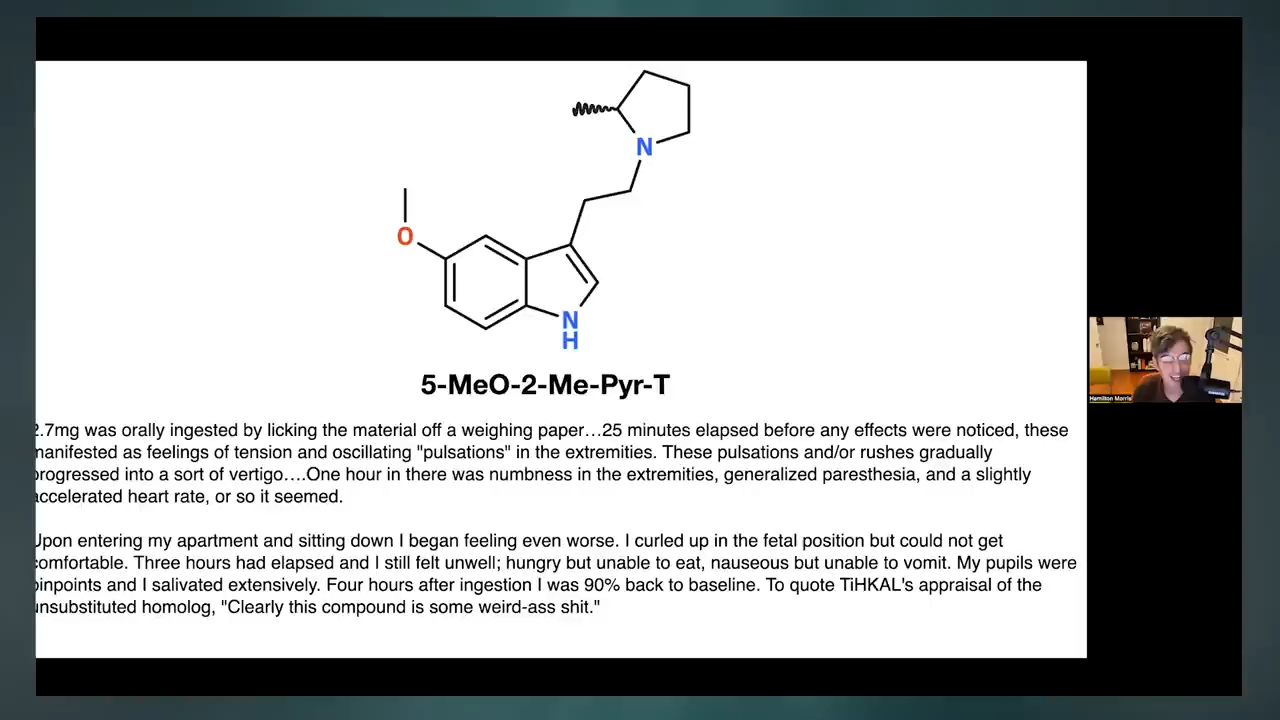 O
N
N
H
5-MeO-2-Me-Pyr-T
2.7mg was orally ingested by licking the material off a weighing paper…25 minutes elapsed before any effects were noticed, these
manifested as feelings of tension and oscillating "pulsations" in the extremities. These pulsations and/or rushes gradually
progressed into a sort of vertigo….One hour in there was numbness in the extremities, generalized paresthesia, and a slightly
accelerated heart rate, or so it seemed.
Upon entering my apartment and sitting down I began feeling even worse. I curled up in the fetal position but could not get
comfortable. Three hours had elapsed and I still felt unwell; hungry but unable to eat, nauseous but unable to vomit. My pupils were
pinpoints and I salivated extensively. Four hours after ingestion I was 90% back to baseline. To quote TiHKAL's appraisal of the
unsubstituted homolog, "Clearly this compound is some weird-ass shit."
Hamilton Morris